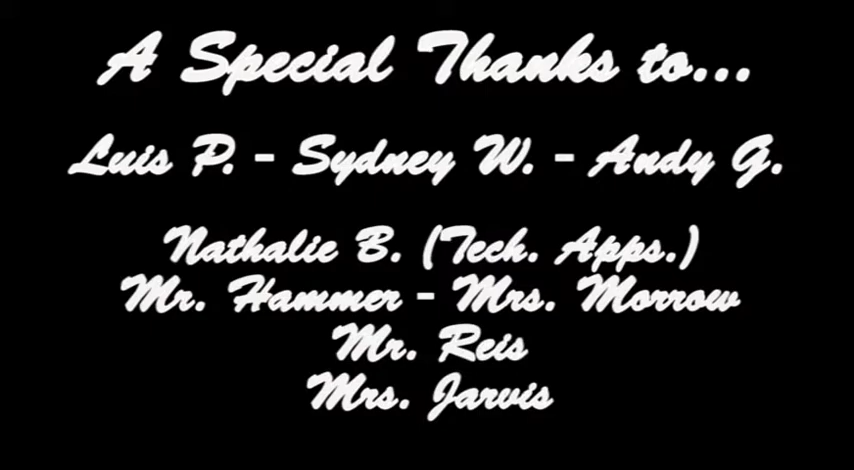 A Special Thanks to...
Luis P. - Sydney W. - Andy G.
Nathalie B. (Tech. Apps.)
Mr. Hammer - Mrs. Morrow
Mr. Reis
Mrs. Jarvis